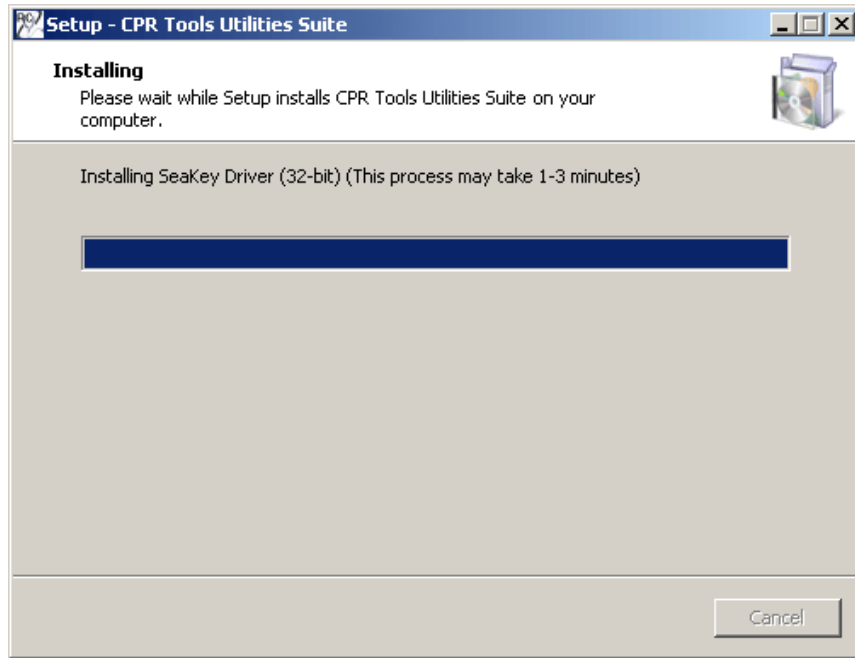 Setup - CPR Tools Utilities Suite
Installing
Please wait while Setup installs CPR Tools Utilities Suite on your
computer.
Installing SeaKey Driver (32-bit) (This process may take 1-3 minutes)
Cancel